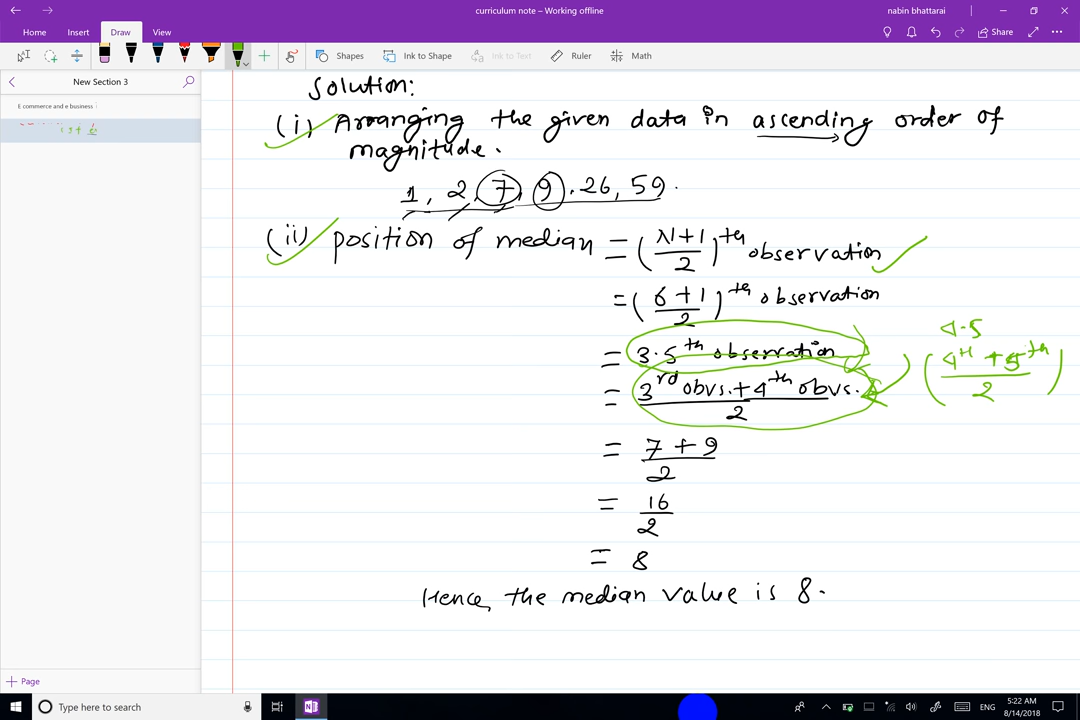 curriculum note – Working offline
nabin bhattarai
Home Insert Draw View
Share
Shapes Ink to Shape Ink to Text Ruler Math
New Section 3
E commerce and e business
Solution:
(i) Arranging the given data in ascending order of
magnitude.
1, 2, 7, 9, 26, 59.
(ii) position of median = (N+1/2)th observation
= (6+1/2)th observation
4.5
= 3.5th observation
(4th + 5th/2)
= 3rd obvs. + 4th obvs./2
= 7+9/2
= 16/2
= 8
Hence, the median value is 8.
+ Page
Type here to search
ENG
5:22 AM
8/14/2018